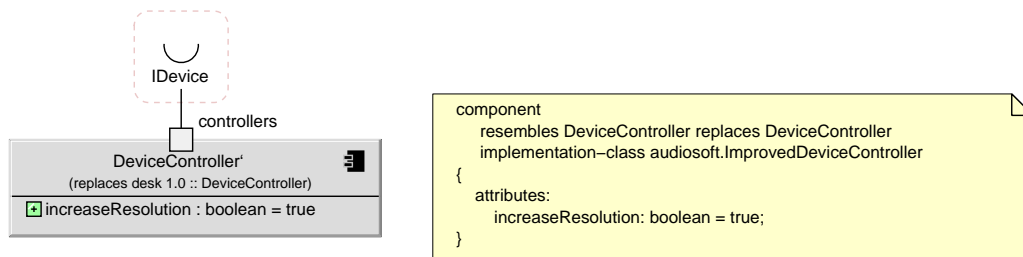 IDevice
controllers
DeviceController‘
(replaces desk 1.0 :: DeviceController)
+ increaseResolution : boolean = true
component
resembles DeviceController replaces DeviceController
implementation−class audiosoft.ImprovedDeviceController
{
attributes:
increaseResolution: boolean = true;
}